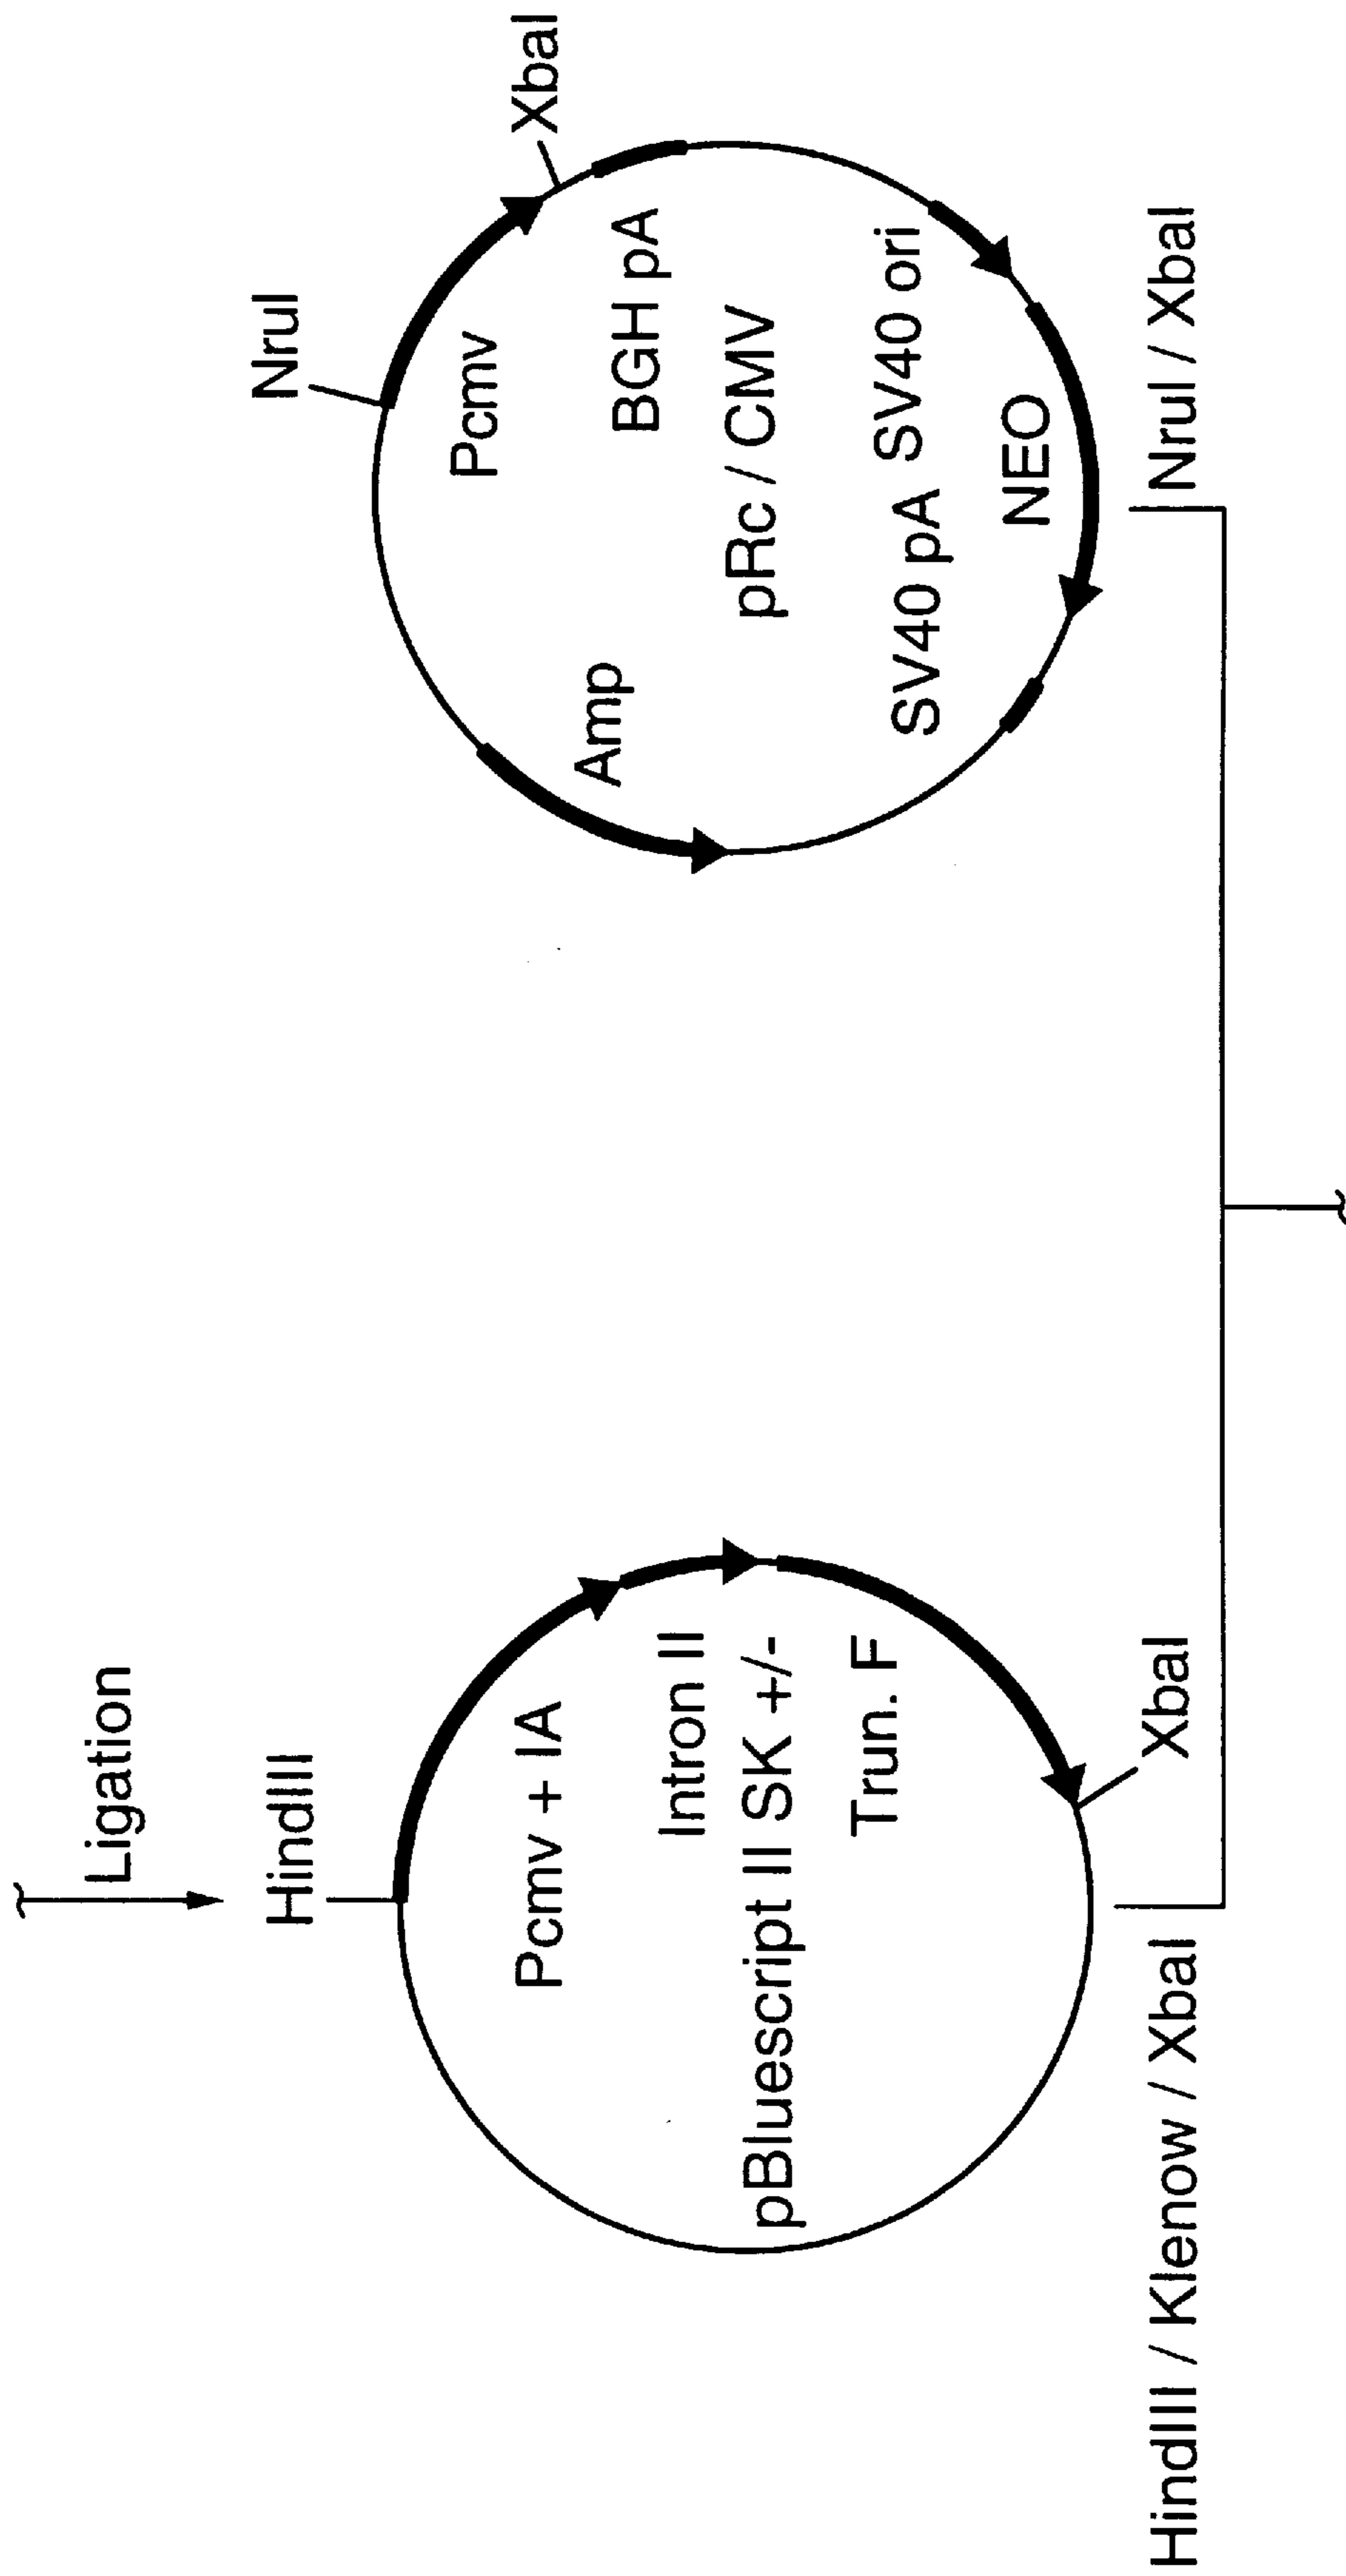 Ligation
HindIII
Pcmv + IA
Intron II
pBluescript II SK +/-
Trun. F
XbaI
HindIII / Klenow / XbaI
NruI
XbaI
Pcmv
BGH pA
Amp
pRc / CMV
SV40 ori
SV40 pA
NEO
NruI / XbaI